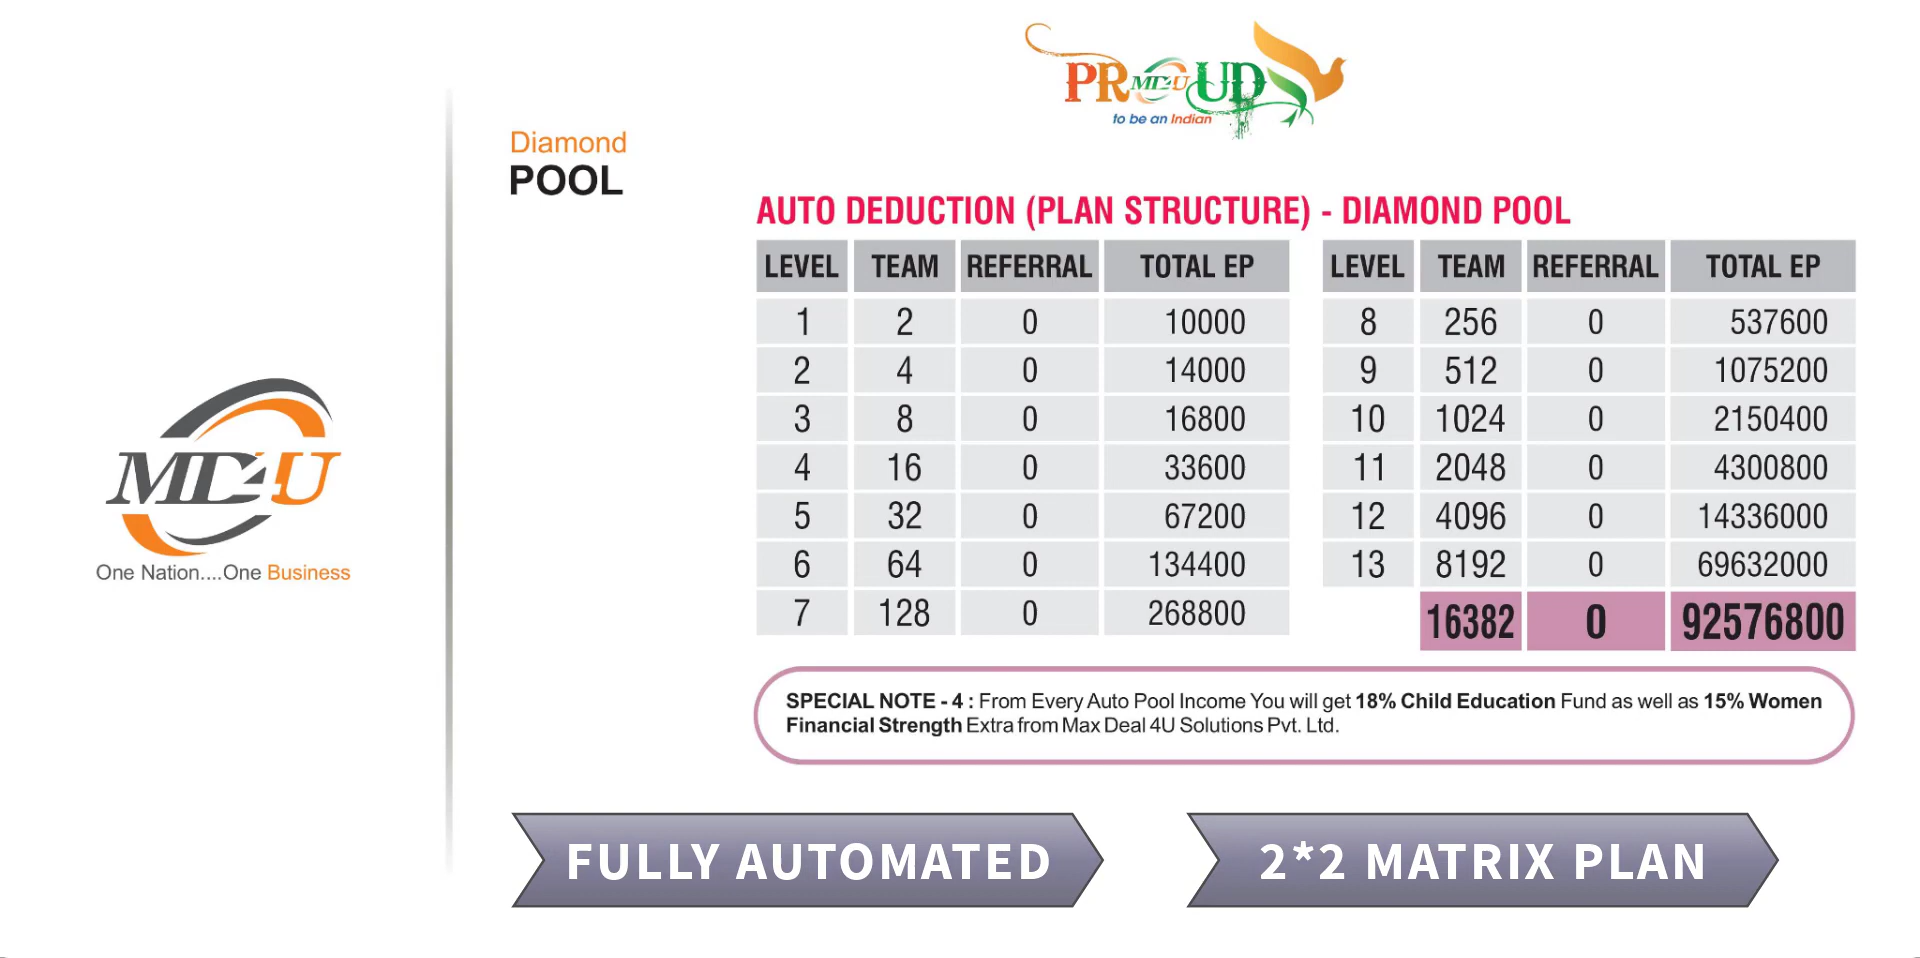 PROUD
MD4U
to be an Indian
Diamond
POOL
MD4U
One Nation....One Business
AUTO DEDUCTION (PLAN STRUCTURE) - DIAMOND POOL
LEVEL TEAM REFERRAL TOTAL EP
1 2 0 10000
2 4 0 14000
3 8 0 16800
4 16 0 33600
5 32 0 67200
6 64 0 134400
7 128 0 268800
LEVEL TEAM REFERRAL TOTAL EP
8 256 0 537600
9 512 0 1075200
10 1024 0 2150400
11 2048 0 4300800
12 4096 0 14336000
13 8192 0 69632000
16382 0 92576800
SPECIAL NOTE - 4 : From Every Auto Pool Income You will get 18% Child Education Fund as well as 15% Women
Financial Strength Extra from Max Deal 4U Solutions Pvt. Ltd.
FULLY AUTOMATED
2*2 MATRIX PLAN